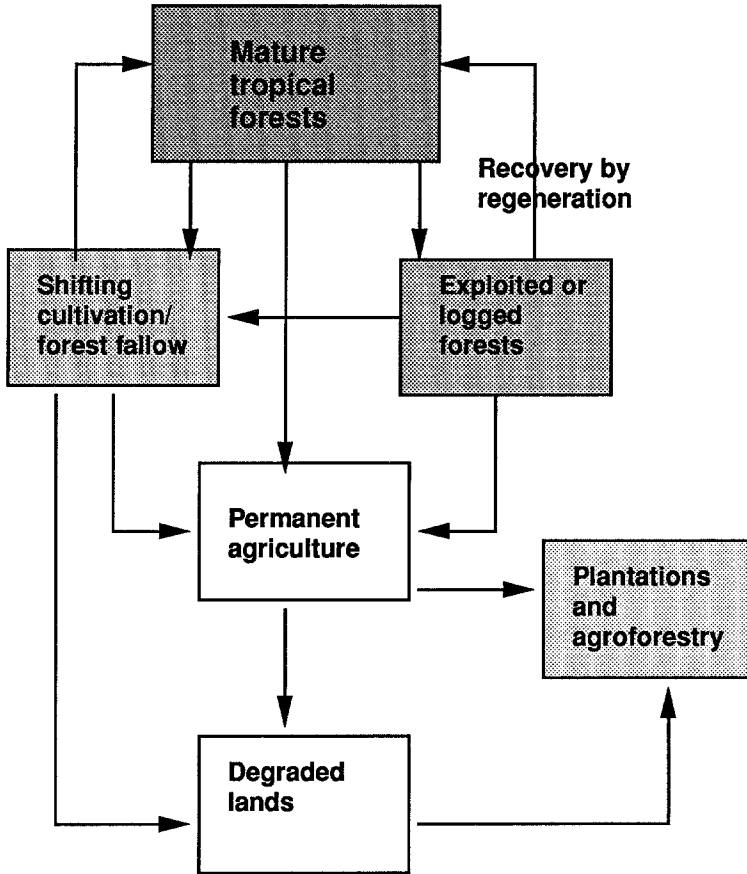 Mature
tropical
forests
Recovery by
regeneration
Shifting
cultivation/
forest fallow
Exploited or
logged
forests
Permanent
agriculture
Plantations
and
agroforestry
Degraded
lands